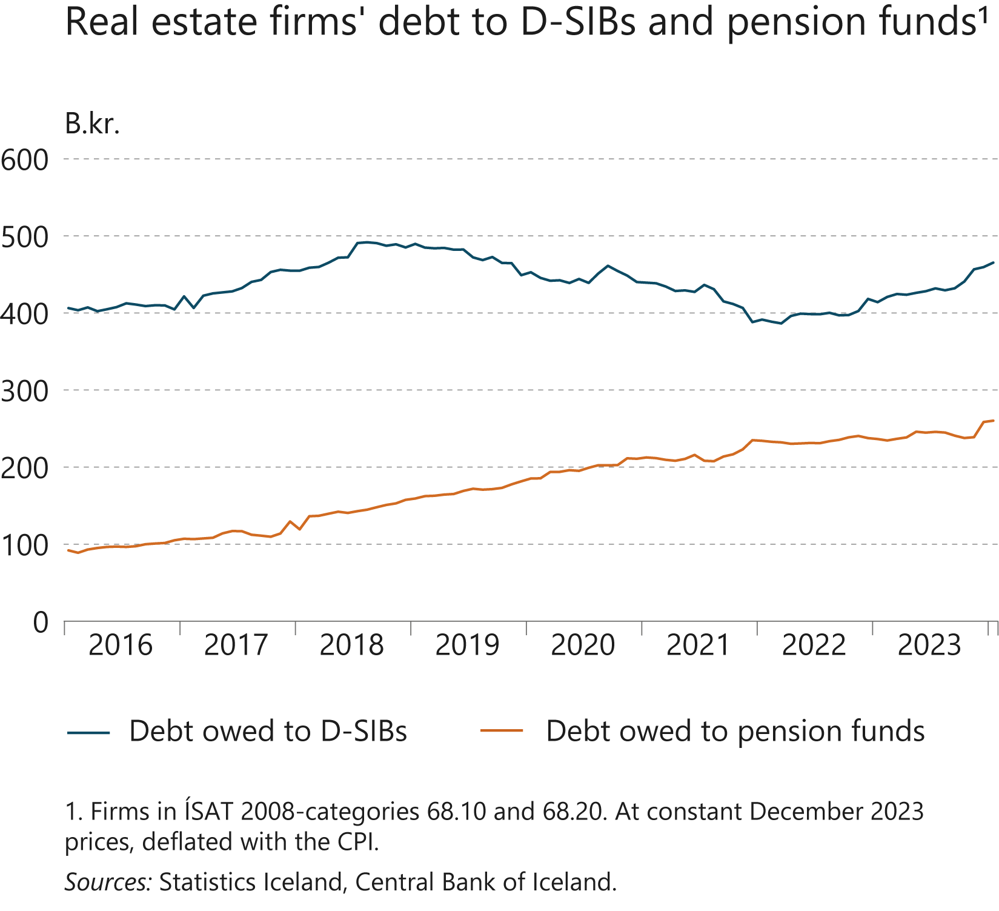 Real estate firms' debt to D-SIBs and pension funds¹
B.kr.
600
500
400
300
200
100
0
2016 2017 2018 2019 2020 2021 2022 2023
Debt owed to D-SIBs Debt owed to pension funds
1. Firms in ÍSAT 2008-categories 68.10 and 68.20. At constant December 2023
prices, deflated with the CPI.
Sources: Statistics Iceland, Central Bank of Iceland.